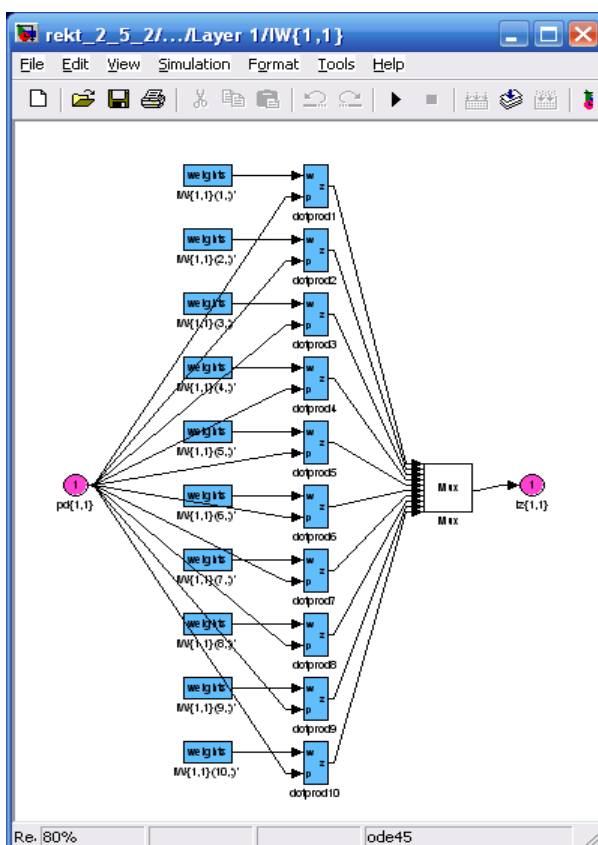 rekt_2_5_2/.../Layer 1/IW{1,1}
File Edit View Simulation Format Tools Help
weights
IW{1,1}(1,:)'
w
p
z
dotprod1
weights
IW{1,1}(2,:)'
w
p
z
dotprod2
weights
IW{1,1}(3,:)'
w
p
z
dotprod3
weights
IW{1,1}(4,:)'
w
p
z
dotprod4
weights
IW{1,1}(5,:)'
w
p
z
dotprod5
1
pd{1,1}
weights
IW{1,1}(6,:)'
w
p
z
dotprod6
Mux
Mux
1
iz{1,1}
weights
IW{1,1}(7,:)'
w
p
z
dotprod7
weights
IW{1,1}(8,:)'
w
p
z
dotprod8
weights
IW{1,1}(9,:)'
w
p
z
dotprod9
weights
IW{1,1}(10,:)'
w
p
z
dotprod10
Re. 80% ode45